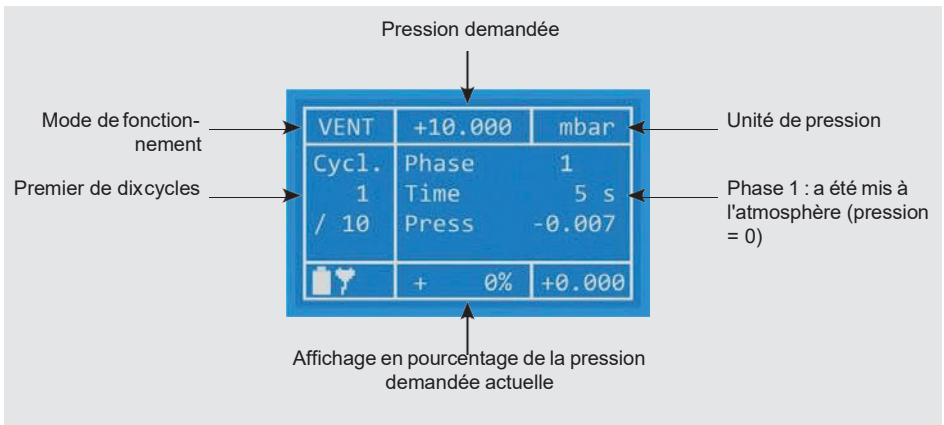 Pression demandée
Mode de fonction-
nement
Unité de pression
Premier de dixcycles
Phase 1 : a été mis à
l'atmosphère (pression
= 0)
VENT +10.000 mbar
Cycl. Phase 1
1 Time 5 s
/ 10 Press -0.007
+ 0% +0.000
Affichage en pourcentage de la pression
demandée actuelle